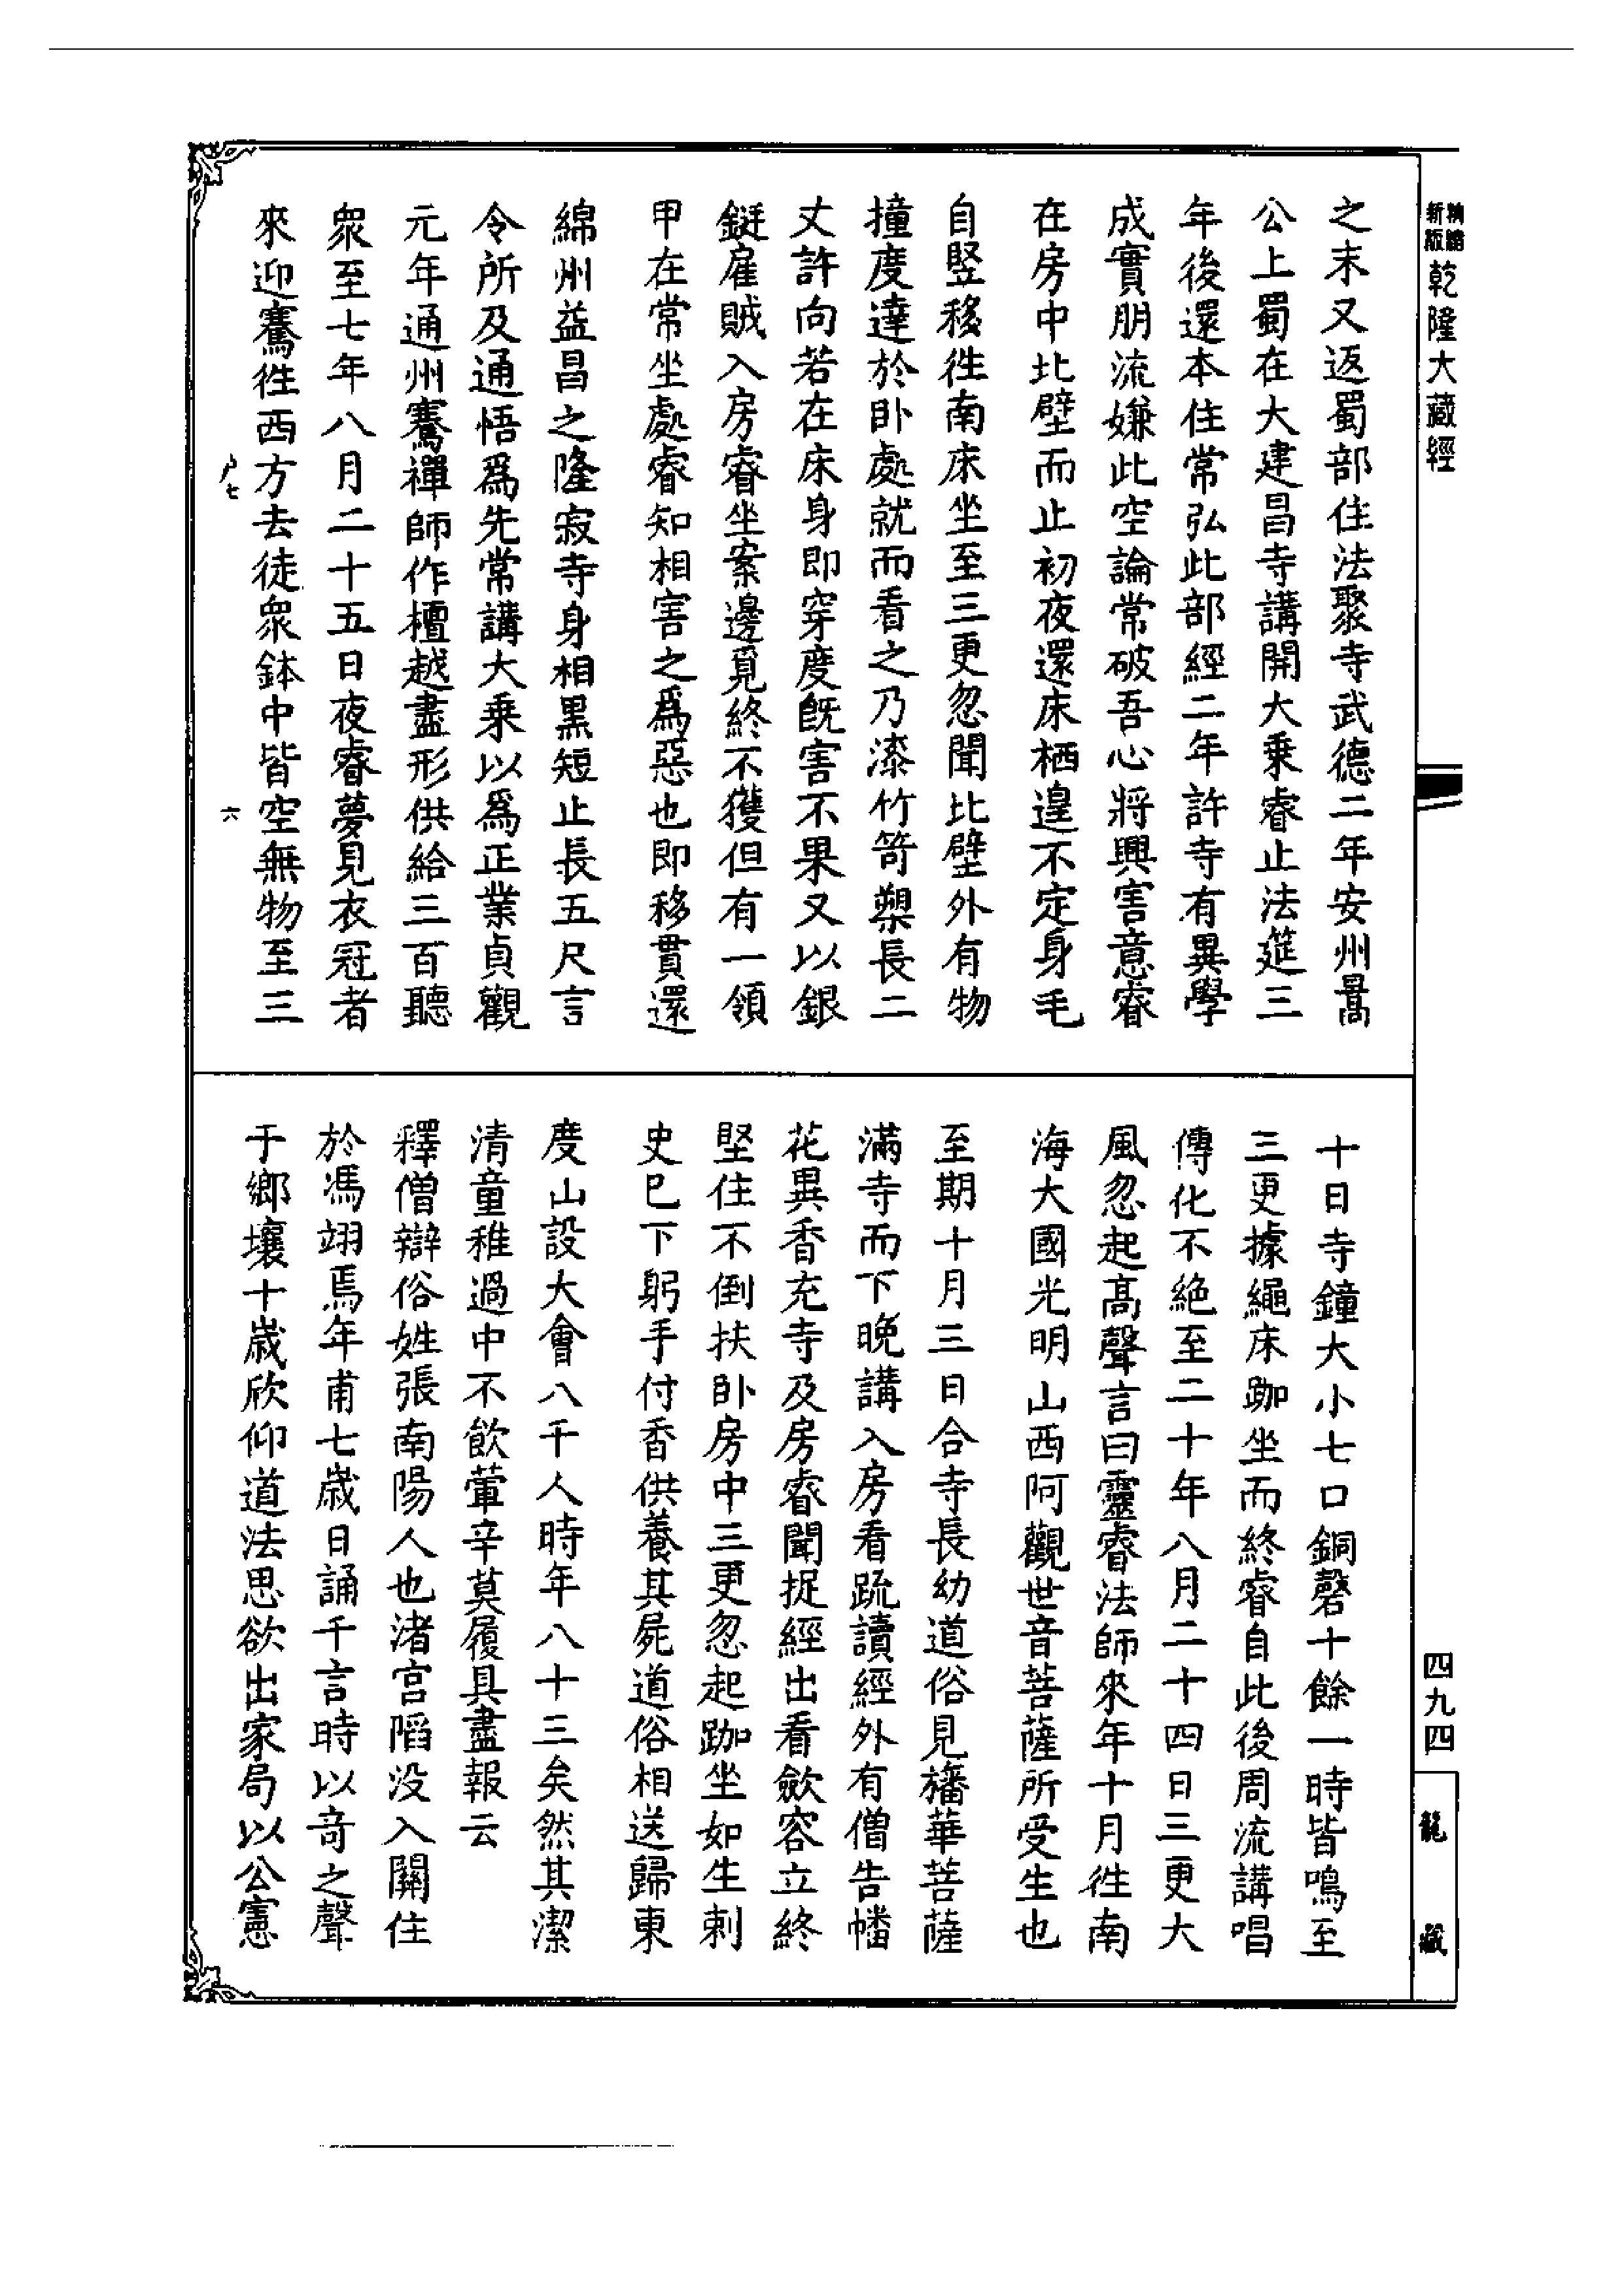 精繕
新版
乾隆大藏經
之末又返蜀部住法聚寺武德二年安州暠
公上蜀在大建昌寺講開大乗睿止法筵三
年後還本住常弘此部經二年許寺有異學
成實朋流嫌此空論常破吾心將興害意睿
在房中北壁而止初夜還床栖遑不定身毛
自竪移徃南床坐至三更忽聞比壁外有物
撞度達於卧處就而看之乃漆竹笴槊長二
丈許向若在床身即穿度旣害不果又以銀
鋌雇賊入房睿坐案邊覓終不獲但有一領
甲在常坐處睿知相害之爲惡也即移貫還
綿州益昌之隆寂寺身相黒短止長五尺言
令所及通悟爲先常講大乗以爲正業貞觀
元年通州騫禪師作檀越盡形供給三百聽
衆至七年八月二十五日夜睿夢見衣冠者
來迎騫徃西方去徒衆鉢中皆空無物至三
七
六
十日寺鐘大小七口銅磬十餘一時皆鳴至
三更據繩床跏坐而終睿自此後周流講唱
傳化不絶至二十年八月二十四日三更大
風忽起高聲言曰靈睿法師來年十月徃南
海大國光明山西阿觀世音菩薩所受生也
至期十月三日合寺長幼道俗見旛華菩薩
滿寺而下晚講入房看䟽讀經外有僧告幡
花異香充寺及房睿聞捉經出看歛容立終
堅住不倒扶卧房中三更忽起跏坐如生刺
史已下躬手付香供養其屍道俗相送歸東
度山設大會八千人時年八十三矣然其潔
清童稚過中不飲葷辛莫履具盡報云
釋僧辯俗姓張南陽人也渚宫陷没入關住
於馮翊焉年甫七歲日誦千言時以竒之聲
于鄉壤十歲欣仰道法思欲出家局以公憲
四九四
龍藏